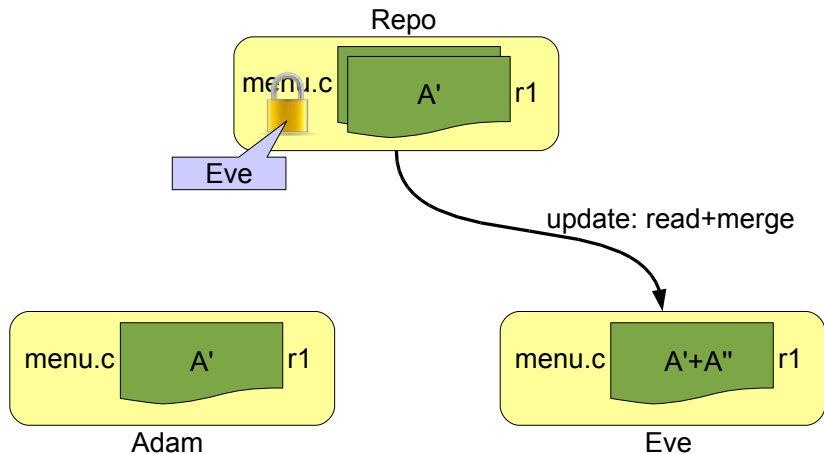 Repo
menu.c A' r1
Eve
update: read+merge
menu.c A' r1
menu.c A'+A" r1
Adam
Eve